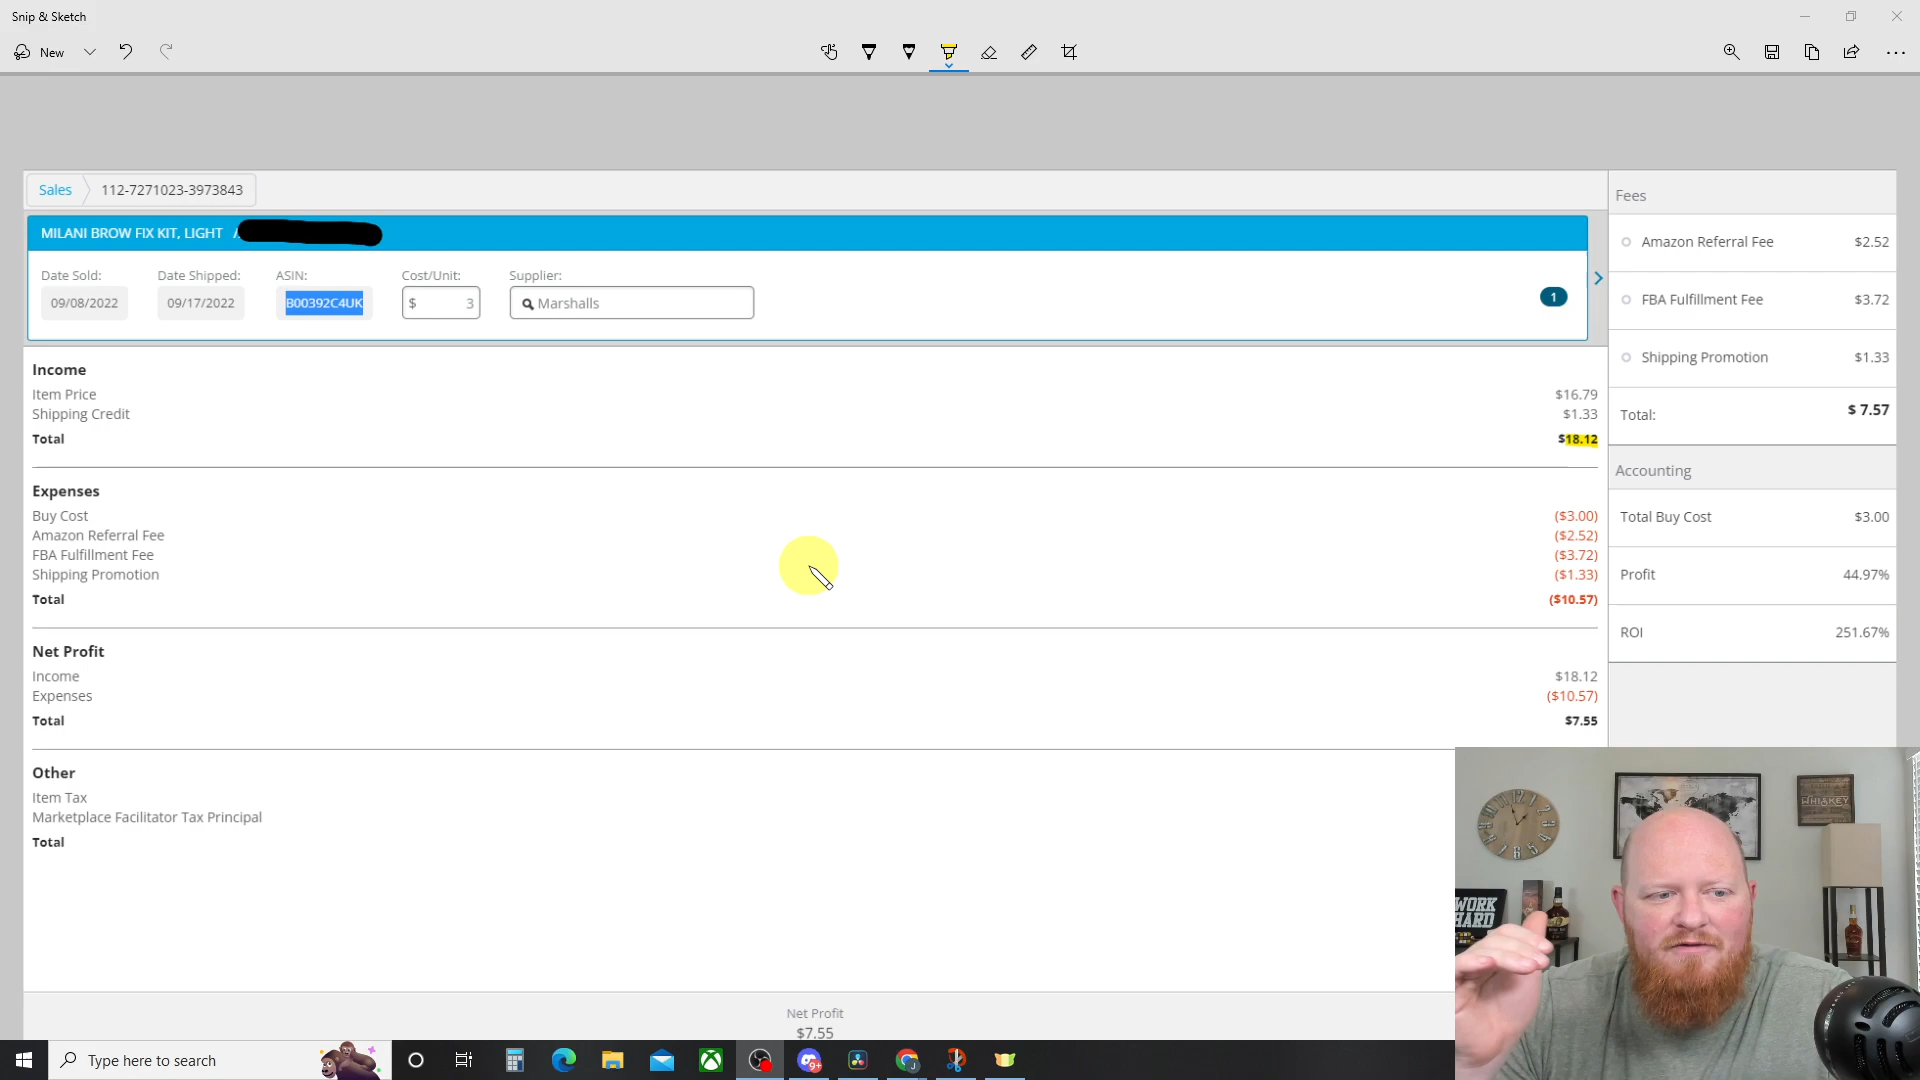 Snip & Sketch
New
Sales 112-7271023-3973843
MILANI BROW FIX KIT, LIGHT
Date Sold: Date Shipped: ASIN: Cost/Unit: Supplier:
09/08/2022 09/17/2022 B00392C4UK $ 3 Marshalls
1
Income
Item Price $16.79
Shipping Credit $1.33
Total $18.12
Expenses
Buy Cost ($3.00)
Amazon Referral Fee ($2.52)
FBA Fulfillment Fee ($3.72)
Shipping Promotion ($1.33)
Total ($10.57)
Net Profit
Income $18.12
Expenses ($10.57)
Total $7.55
Other
Item Tax
Marketplace Facilitator Tax Principal
Total
Net Profit
$7.55
Fees
Amazon Referral Fee $2.52
FBA Fulfillment Fee $3.72
Shipping Promotion $1.33
Total: $ 7.57
Accounting
Total Buy Cost $3.00
Profit 44.97%
ROI 251.67%
WHISKEY
WORK
HARD
Type here to search
9+
J